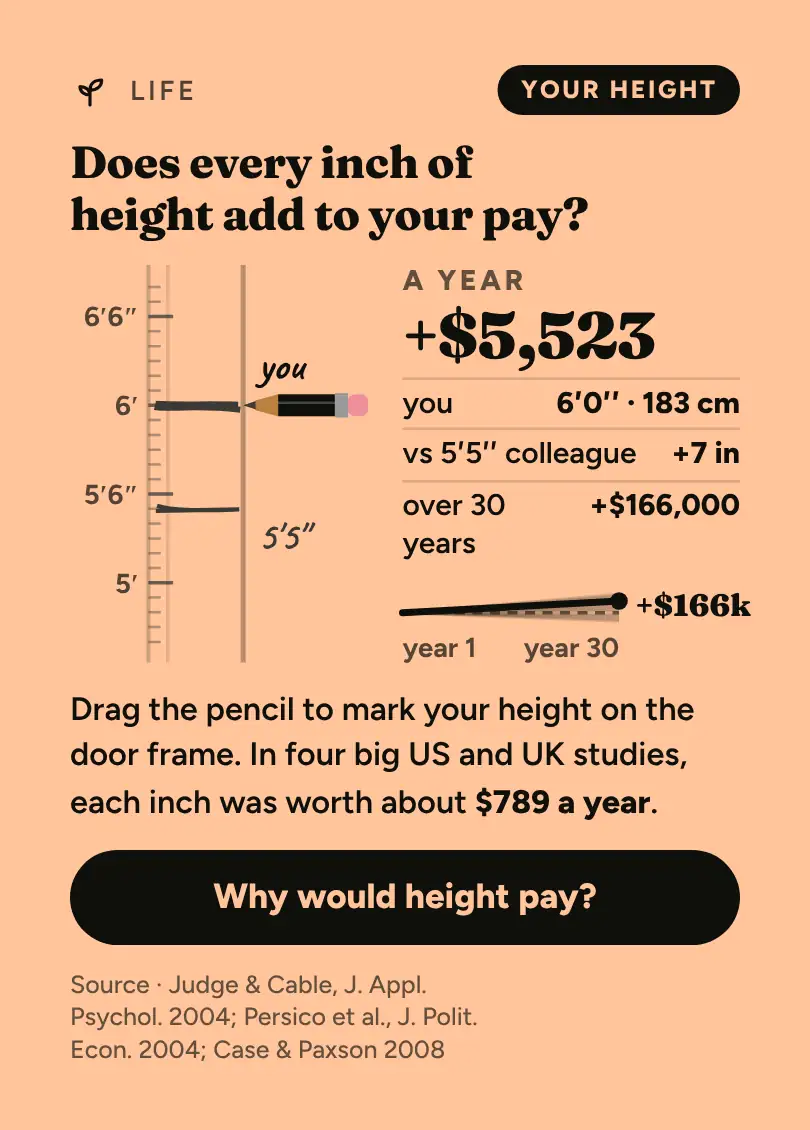 LIFE
YOUR HEIGHT
Does every inch of
height add to your pay?
6′6″
6′
5′6″
5′
you
5′5″
A YEAR
+$5,523
you 6′0′′ · 183 cm
vs 5′5′′ colleague +7 in
over 30 +$166,000
years
+$166k
year 1 year 30
Drag the pencil to mark your height on the
door frame. In four big US and UK studies,
each inch was worth about $789 a year.
Why would height pay?
Source · Judge & Cable, J. Appl.
Psychol. 2004; Persico et al., J. Polit.
Econ. 2004; Case & Paxson 2008